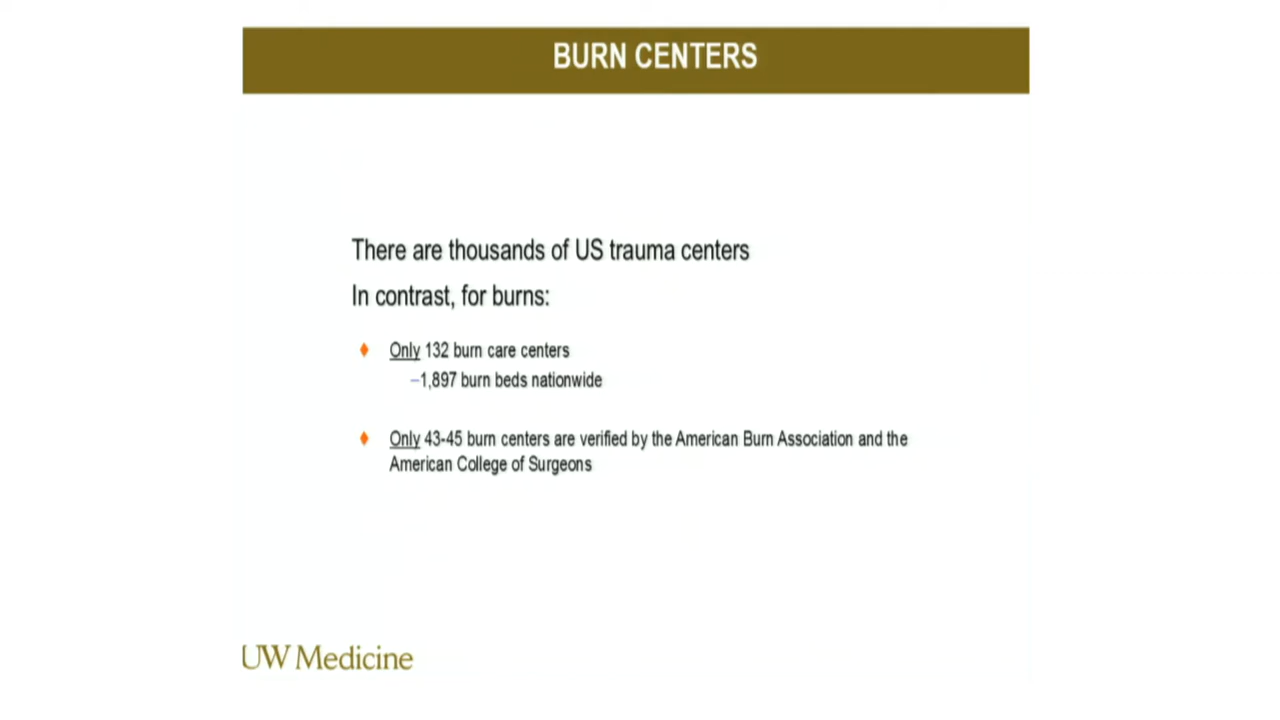 BURN CENTERS
There are thousands of US trauma centers
In contrast, for burns:
Only 132 burn care centers
–1,897 burn beds nationwide
Only 43-45 burn centers are verified by the American Burn Association and the
American College of Surgeons
UW Medicine